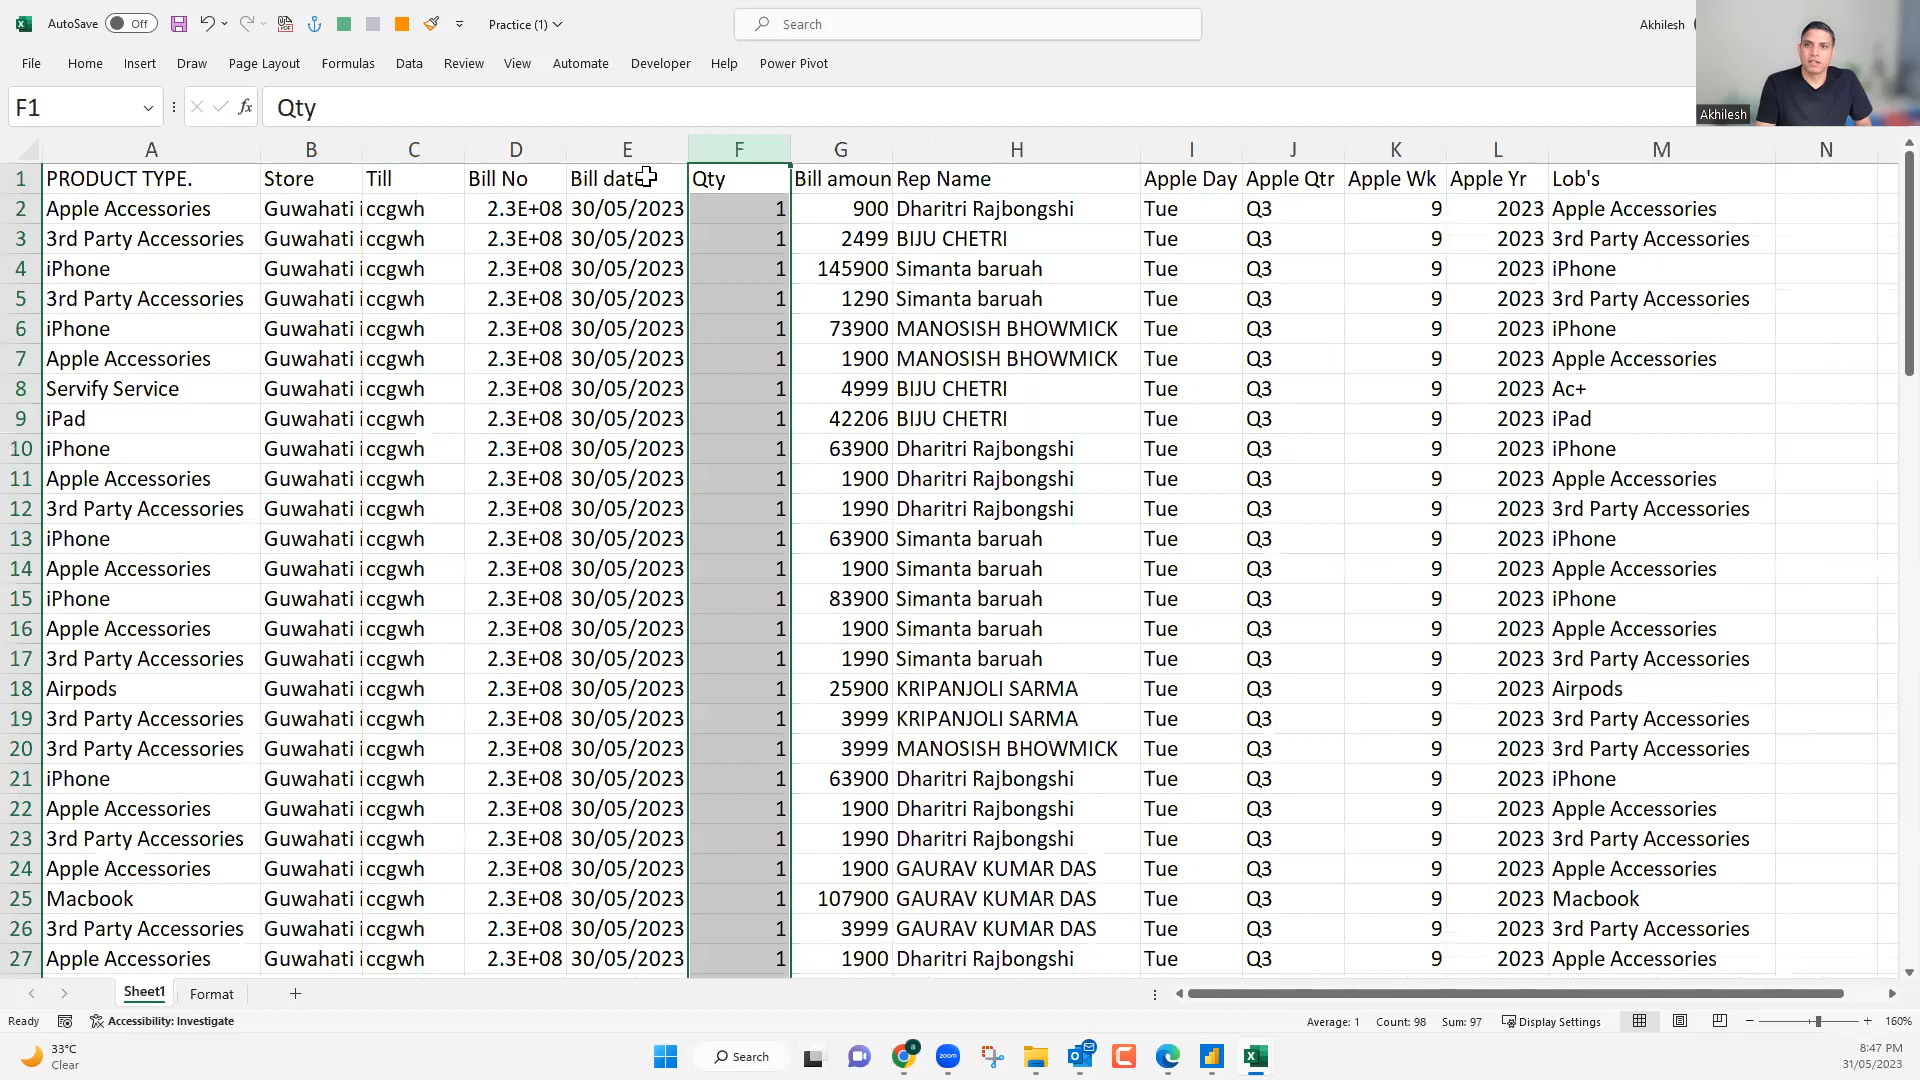 AutoSave Off Practice (1) Search Akhilesh
File Home Insert Draw Page Layout Formulas Data Review View Automate Developer Help Power Pivot
F1 fx Qty
Akhilesh
A B C D E F G H I J K L M N
1 PRODUCT TYPE. Store Till Bill No Bill date Qty Bill amoun Rep Name Apple Day Apple Qtr Apple Wk Apple Yr Lob's
2 Apple Accessories Guwahati i ccgwh 2.3E+08 30/05/2023 1 900 Dharitri Rajbongshi Tue Q3 9 2023 Apple Accessories
3 3rd Party Accessories Guwahati i ccgwh 2.3E+08 30/05/2023 1 2499 BIJU CHETRI Tue Q3 9 2023 3rd Party Accessories
4 iPhone Guwahati i ccgwh 2.3E+08 30/05/2023 1 145900 Simanta baruah Tue Q3 9 2023 iPhone
5 3rd Party Accessories Guwahati i ccgwh 2.3E+08 30/05/2023 1 1290 Simanta baruah Tue Q3 9 2023 3rd Party Accessories
6 iPhone Guwahati i ccgwh 2.3E+08 30/05/2023 1 73900 MANOSISH BHOWMICK Tue Q3 9 2023 iPhone
7 Apple Accessories Guwahati i ccgwh 2.3E+08 30/05/2023 1 1900 MANOSISH BHOWMICK Tue Q3 9 2023 Apple Accessories
8 Servify Service Guwahati i ccgwh 2.3E+08 30/05/2023 1 4999 BIJU CHETRI Tue Q3 9 2023 Ac+
9 iPad Guwahati i ccgwh 2.3E+08 30/05/2023 1 42206 BIJU CHETRI Tue Q3 9 2023 iPad
10 iPhone Guwahati i ccgwh 2.3E+08 30/05/2023 1 63900 Dharitri Rajbongshi Tue Q3 9 2023 iPhone
11 Apple Accessories Guwahati i ccgwh 2.3E+08 30/05/2023 1 1900 Dharitri Rajbongshi Tue Q3 9 2023 Apple Accessories
12 3rd Party Accessories Guwahati i ccgwh 2.3E+08 30/05/2023 1 1990 Dharitri Rajbongshi Tue Q3 9 2023 3rd Party Accessories
13 iPhone Guwahati i ccgwh 2.3E+08 30/05/2023 1 63900 Simanta baruah Tue Q3 9 2023 iPhone
14 Apple Accessories Guwahati i ccgwh 2.3E+08 30/05/2023 1 1900 Simanta baruah Tue Q3 9 2023 Apple Accessories
15 iPhone Guwahati i ccgwh 2.3E+08 30/05/2023 1 83900 Simanta baruah Tue Q3 9 2023 iPhone
16 Apple Accessories Guwahati i ccgwh 2.3E+08 30/05/2023 1 1900 Simanta baruah Tue Q3 9 2023 Apple Accessories
17 3rd Party Accessories Guwahati i ccgwh 2.3E+08 30/05/2023 1 1990 Simanta baruah Tue Q3 9 2023 3rd Party Accessories
18 Airpods Guwahati i ccgwh 2.3E+08 30/05/2023 1 25900 KRIPANJOLI SARMA Tue Q3 9 2023 Airpods
19 3rd Party Accessories Guwahati i ccgwh 2.3E+08 30/05/2023 1 3999 KRIPANJOLI SARMA Tue Q3 9 2023 3rd Party Accessories
20 3rd Party Accessories Guwahati i ccgwh 2.3E+08 30/05/2023 1 3999 MANOSISH BHOWMICK Tue Q3 9 2023 3rd Party Accessories
21 iPhone Guwahati i ccgwh 2.3E+08 30/05/2023 1 63900 Dharitri Rajbongshi Tue Q3 9 2023 iPhone
22 Apple Accessories Guwahati i ccgwh 2.3E+08 30/05/2023 1 1900 Dharitri Rajbongshi Tue Q3 9 2023 Apple Accessories
23 3rd Party Accessories Guwahati i ccgwh 2.3E+08 30/05/2023 1 1990 Dharitri Rajbongshi Tue Q3 9 2023 3rd Party Accessories
24 Apple Accessories Guwahati i ccgwh 2.3E+08 30/05/2023 1 1900 GAURAV KUMAR DAS Tue Q3 9 2023 Apple Accessories
25 Macbook Guwahati i ccgwh 2.3E+08 30/05/2023 1 107900 GAURAV KUMAR DAS Tue Q3 9 2023 Macbook
26 3rd Party Accessories Guwahati i ccgwh 2.3E+08 30/05/2023 1 3999 GAURAV KUMAR DAS Tue Q3 9 2023 3rd Party Accessories
27 Apple Accessories Guwahati i ccgwh 2.3E+08 30/05/2023 1 1900 Dharitri Rajbongshi Tue Q3 9 2023 Apple Accessories
Sheet1 Format
Ready Accessibility: Investigate Average: 1 Count: 98 Sum: 97 Display Settings 160%
33°C
Clear
Search
zoom
8:47 PM
31/05/2023